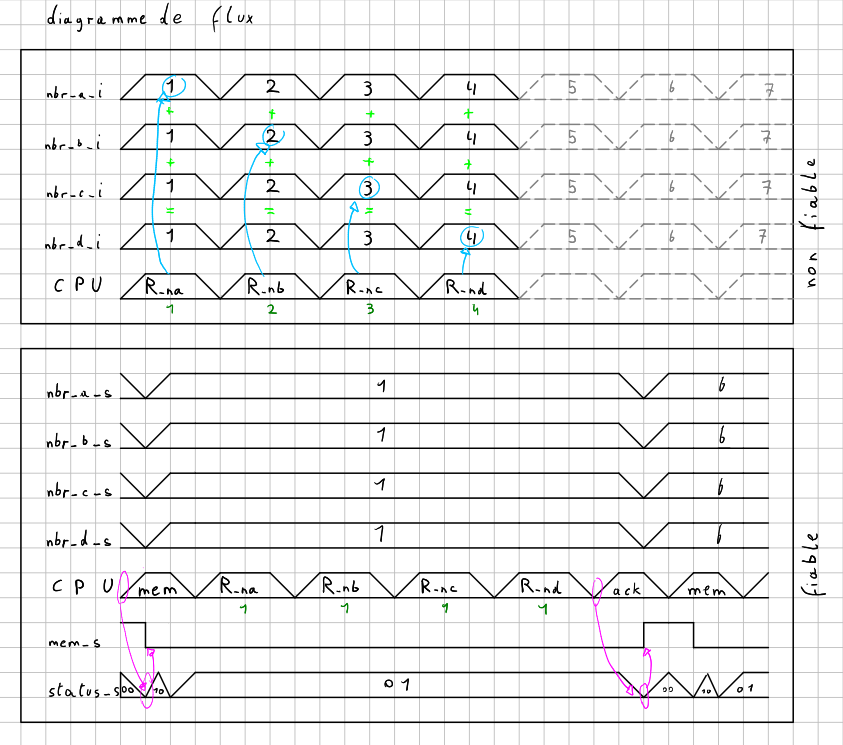 diagramme de flux
nbr_a_i 1 2 3 4 5 6 7
+ + + +
nbr_b_i 1 2 3 4 5 6 7
+ + + +
nbr_c_i 1 2 3 4 5 6 7
= = = =
nbr_d_i 1 2 3 4 5 6 7
CPU R_na R_nb R_nc R_nd
1 2 3 4
non fiable
nbr_a_s 1 6
nbr_b_s 1 6
nbr_c_s 1 6
nbr_d_s 1 6
CPU mem R_na R_nb R_nc R_nd ack mem
1 1 1 1
mem_s
status_s 00 10 01 00 10 01
fiable